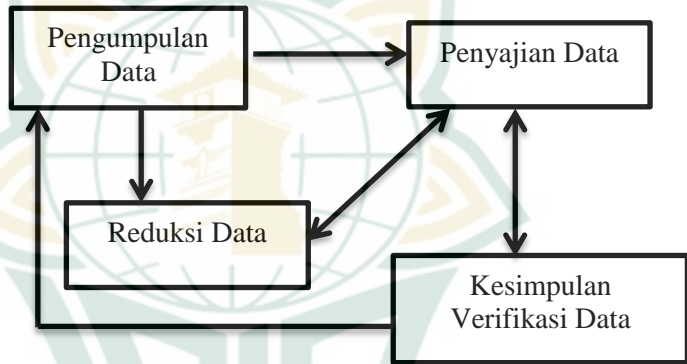 Pengumpulan
Data
Penyajian Data
Reduksi Data
Kesimpulan
Verifikasi Data